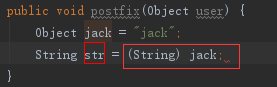 public void postfix(Object user) {
Object jack = "jack";
String str = (String) jack;
}